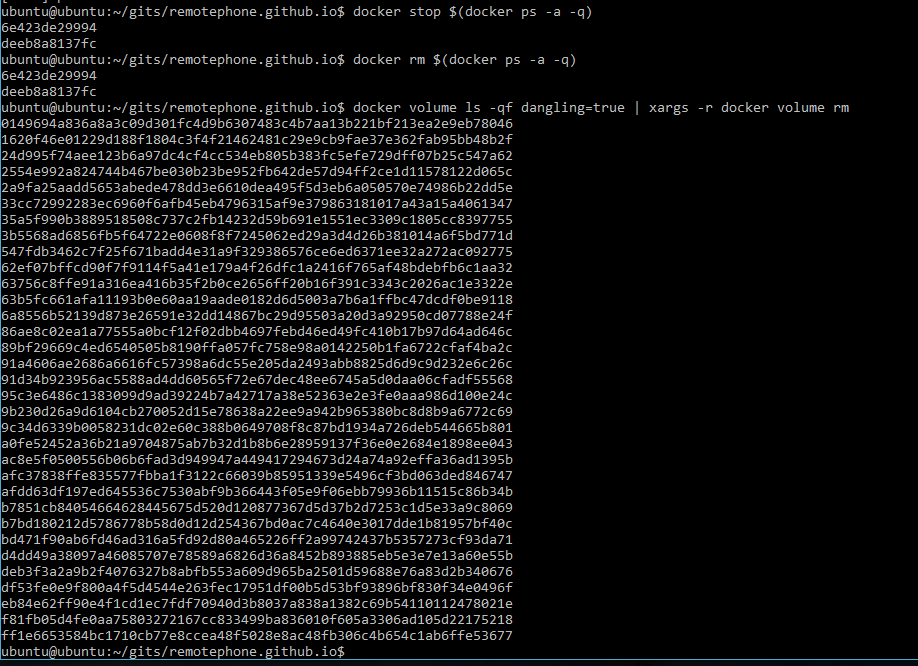 ubuntu@ubuntu:~/gits/remotephone.github.io$ docker stop $(docker ps -a -q)
6e423de29994
deeb8a8137fc
ubuntu@ubuntu:~/gits/remotephone.github.io$ docker rm $(docker ps -a -q)
6e423de29994
deeb8a8137fc
ubuntu@ubuntu:~/gits/remotephone.github.io$ docker volume ls -qf dangling=true | xargs -r docker volume rm
0149694a836a8a3c09d301fc4d9b6307483c4b7aa13b221bf213ea2e9eb78046
1620f46e01229d188f1804c3f4f21462481c29e9cb9fae37e362fab95bb48b2f
24d995f74aee123b6a97dc4cf4cc534eb805b383fc5efe729dff07b25c547a62
2554e992a824744b467be030b23be952fb642de57d94ff2ce1d11578122d065c
2a9fa25aadd5653abede478dd3e6610dea495f5d3eb6a050570e74986b22dd5e
33cc72992283ec6960f6afb45eb4796315af9e379863181017a43a15a4061347
35a5f990b3889518508c737c2fb14232d59b691e1551ec3309c1805cc8397755
3b5568ad6856fb5f64722e0608f8f7245062ed29a3d4d26b381014a6f5bd771d
547fdb3462c7f25f671badd4e31a9f329386576ce6ed6371ee32a272ac092775
62ef07bffcd90f7f9114f5a41e179a4f26dfc1a2416f765af48bdebfb6c1aa32
63756c8ffe91a316ea416b35f2b0ce2656ff20b16f391c3343c2026ac1e3322e
63b5fc661afa11193b0e60aa19aade0182d6d5003a7b6a1ffbc47dcdf0be9118
6a8556b52139d873e26591e32dd14867bc29d95503a20d3a92950cd07788e24f
86ae8c02ea1a77555a0bcf12f02dbb4697febd46ed49fc410b17b97d64ad646c
89bf29669c4ed6540505b8190ffa057fc758e98a0142250b1fa6722cfaf4ba2c
91a4606ae2686a6616fc57398a6dc55e205da2493abb8825d6d9c9d232e6c26c
91d34b923956ac5588ad4dd60565f72e67dec48ee6745a5d0daa06cfadf55568
95c3e6486c1383099d9ad39224b7a42717a38e52363e2e3fe0aaa986d100e24c
9b230d26a9d6104cb270052d15e78638a22ee9a942b965380bc8d8b9a6772c69
9c34d6339b0058231dc02e60c388b0649708f8c87bd1934a726deb544665b801
a0fe52452a36b21a9704875ab7b32d1b8b6e28959137f36e0e2684e1898ee043
ac8e5f0500556b06b6fad3d949947a449417294673d24a74a92effa36ad1395b
afc37838ffe835577fbba1f3122c66039b85951339e5496cf3bd063ded846747
afdd63df197ed645536c7530abf9b366443f05e9f06ebb79936b11515c86b34b
b7851cb84054664628445675d520d120877367d5d37b2d7253c1d5e33a9c8069
b7bd180212d5786778b58d0d12d254367bd0ac7c4640e3017dde1b81957bf40c
bd471f90ab6fd46ad316a5fd92d80a465226ff2a99742437b5357273cf93da71
d4dd49a38097a46085707e78589a6826d36a8452b893885eb5e3e7e13a60e55b
deb3f3a2a9b2f4076327b8abfb553a609d965ba2501d59688e76a83d2b340676
df53fe0e9f800a4f5d4544e263fec17951df00b5d53bf93896bf830f34e0496f
eb84e62ff90e4f1cd1ec7fdf70940d3b8037a838a1382c69b54110112478021e
f81fb05d4fe0aa75803272167cc833499ba836010f605a3306ad105d22175218
ff1e6653584bc1710cb77e8ccea48f5028e8ac48fb306c4b654c1ab6ffe53677
ubuntu@ubuntu:~/gits/remotephone.github.io$